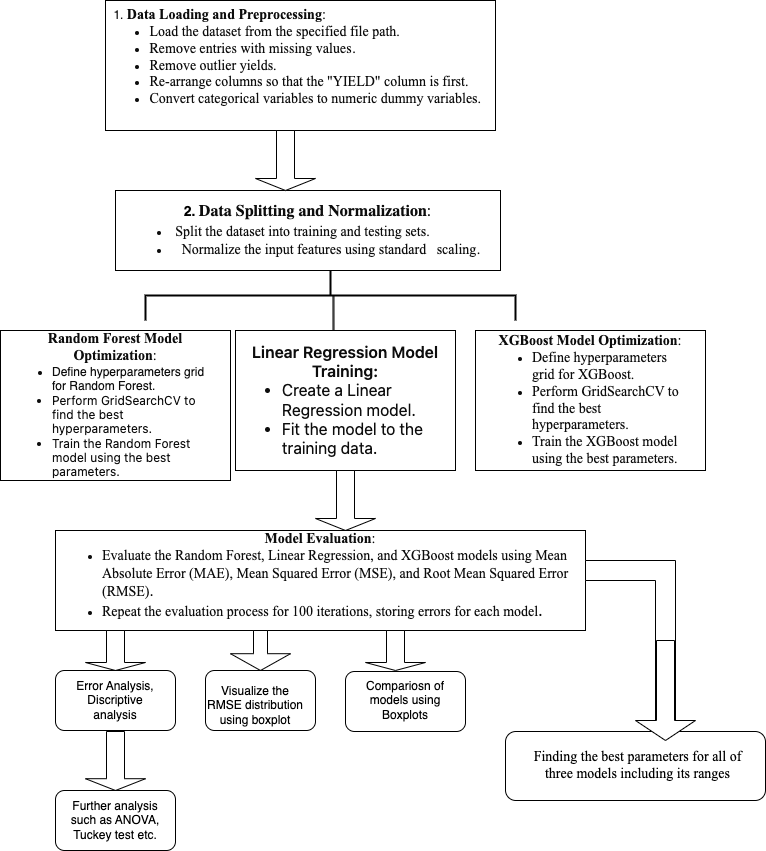 1. Data Loading and Preprocessing:
• Load the dataset from the specified file path.
• Remove entries with missing values.
• Remove outlier yields.
• Re-arrange columns so that the "YIELD" column is first.
• Convert categorical variables to numeric dummy variables.
2. Data Splitting and Normalization:
• Split the dataset into training and testing sets.
• Normalize the input features using standard scaling.
Random Forest Model
Optimization:
• Define hyperparameters grid
for Random Forest.
• Perform GridSearchCV to
find the best
hyperparameters.
• Train the Random Forest
model using the best
parameters.
Linear Regression Model
Training:
• Create a Linear
Regression model.
• Fit the model to the
training data.
XGBoost Model Optimization:
• Define hyperparameters
grid for XGBoost.
• Perform GridSearchCV to
find the best
hyperparameters.
• Train the XGBoost model
using the best parameters.
Model Evaluation:
• Evaluate the Random Forest, Linear Regression, and XGBoost models using Mean
Absolute Error (MAE), Mean Squared Error (MSE), and Root Mean Squared Error
(RMSE).
• Repeat the evaluation process for 100 iterations, storing errors for each model.
Error Analysis,
Discriptive
analysis
Visualize the
RMSE distribution
using boxplot
Compariosn of
models using
Boxplots
Finding the best parameters for all of
three models including its ranges
Further analysis
such as ANOVA,
Tuckey test etc.